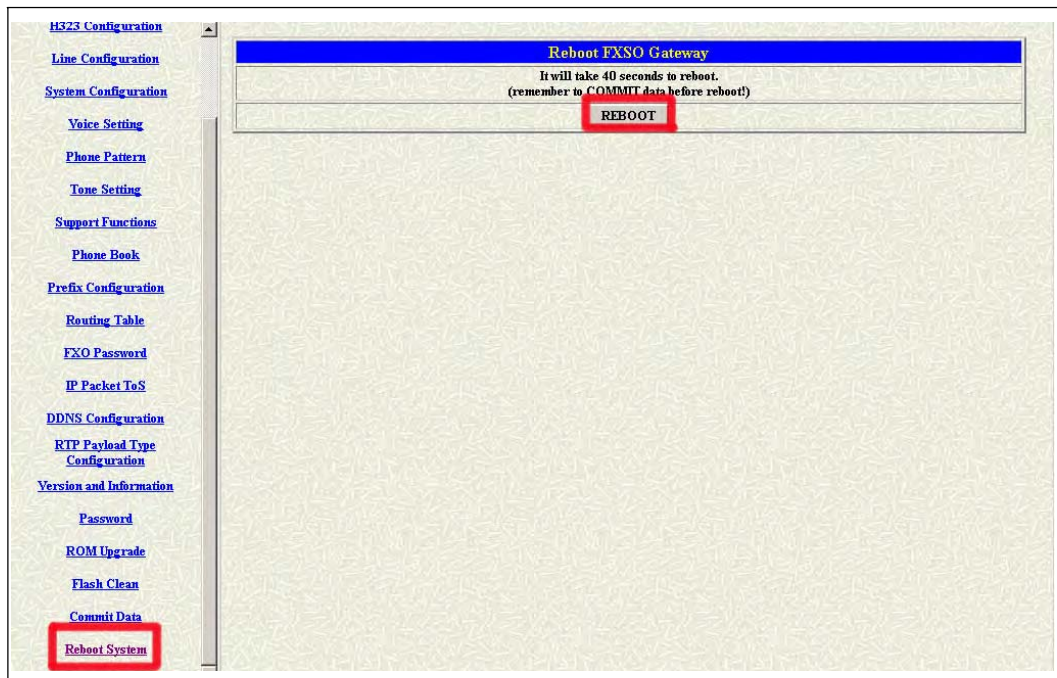 H323 Configuration
Line Configuration
System Configuration
Voice Setting
Phone Pattern
Tone Setting
Support Functions
Phone Book
Prefix Configuration
Routing Table
FXO Password
IP Packet ToS
DDNS Configuration
RTP Payload Type
Configuration
Version and Information
Password
ROM Upgrade
Flash Clean
Commit Data
Reboot System
Reboot FXSO Gateway
It will take 40 seconds to reboot.
(remember to COMMIT data before reboot!)
REBOOT